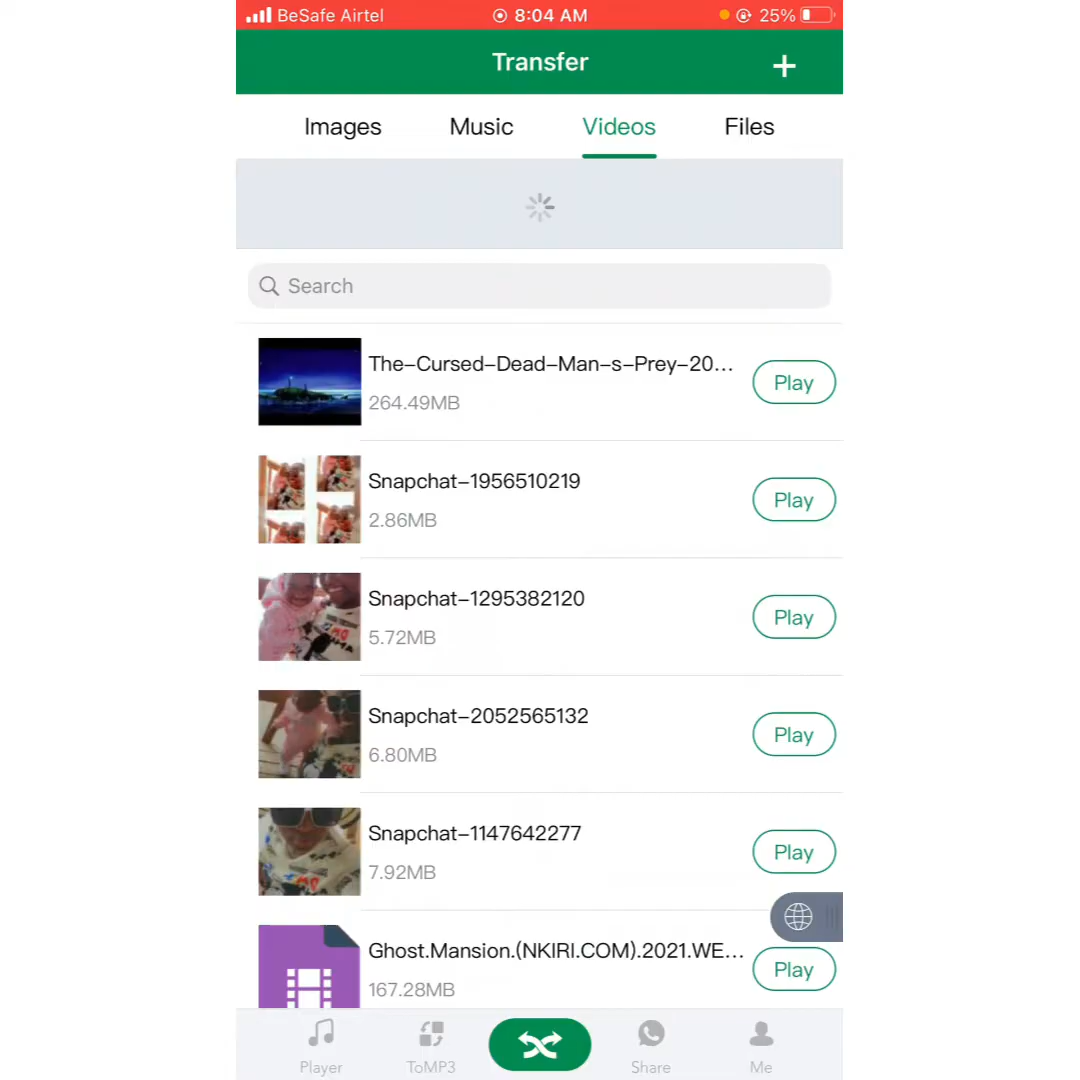 BeSafe Airtel 8:04 AM 25%
Transfer +
Images Music Videos Files
Search
The-Cursed-Dead-Man-s-Prey-20...
264.49MB
Play
Snapchat-1956510219
2.86MB
Play
Snapchat-1295382120
5.72MB
Play
Snapchat-2052565132
6.80MB
Play
Snapchat-1147642277
7.92MB
Play
Ghost.Mansion.(NKIRI.COM).2021.WE...
167.28MB
Play
Player ToMP3 Share Me